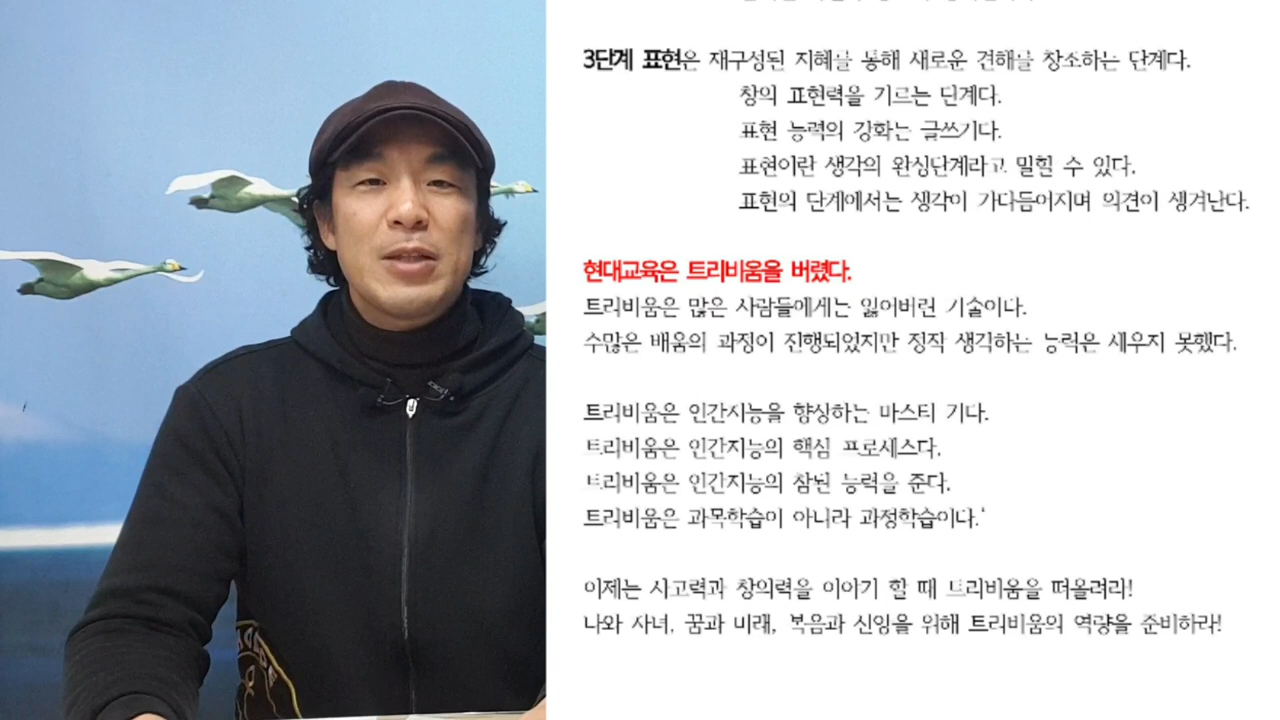 3단계 표현은 재구성된 지혜를 통해 새로운 견해를 창조하는 단계다.
창의 표현력을 기르는 단계다.
표현 능력의 강화는 글쓰기다.
표현이란 생각의 완성단계라고 말할 수 있다.
표현의 단계에서는 생각이 가다듬어지며 의견이 생겨난다.
현대교육은 트리비움을 버렸다.
트리비움은 많은 사람들에게는 잃어버린 기술이다.
수많은 배움의 과정이 진행되었지만 정작 생각하는 능력은 세우지 못했다.
트리비움은 인간지능을 향상하는 마스터 키다.
트리비움은 인간지능의 핵심 프로세스다.
트리비움은 인간지능의 참된 능력을 준다.
트리비움은 과목학습이 아니라 과정학습이다.'
이제는 사고력과 창의력을 이야기 할 때 트리비움을 떠올려라!
나와 자녀, 꿈과 미래, 복음과 신앙을 위해 트리비움의 역량을 준비하라!